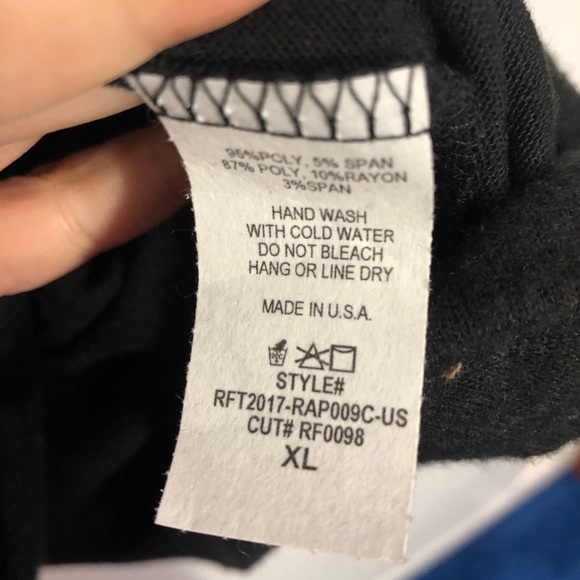 95%POLY, 5% SPAN
87% POLY, 10%RAYON
3%SPAN
HAND WASH
WITH COLD WATER
DO NOT BLEACH
HANG OR LINE DRY
MADE IN U.S.A.
STYLE#
RFT2017-RAP009C-US
CUT# RF0098
XL